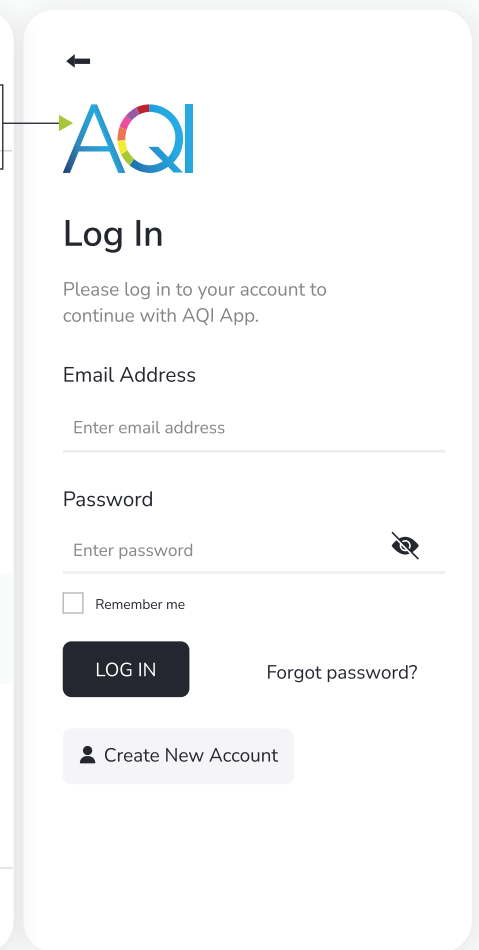 AQI
Log In
Please log in to your account to
continue with AQI App.
Email Address
Enter email address
Password
Enter password
Remember me
LOG IN
Forgot password?
Create New Account